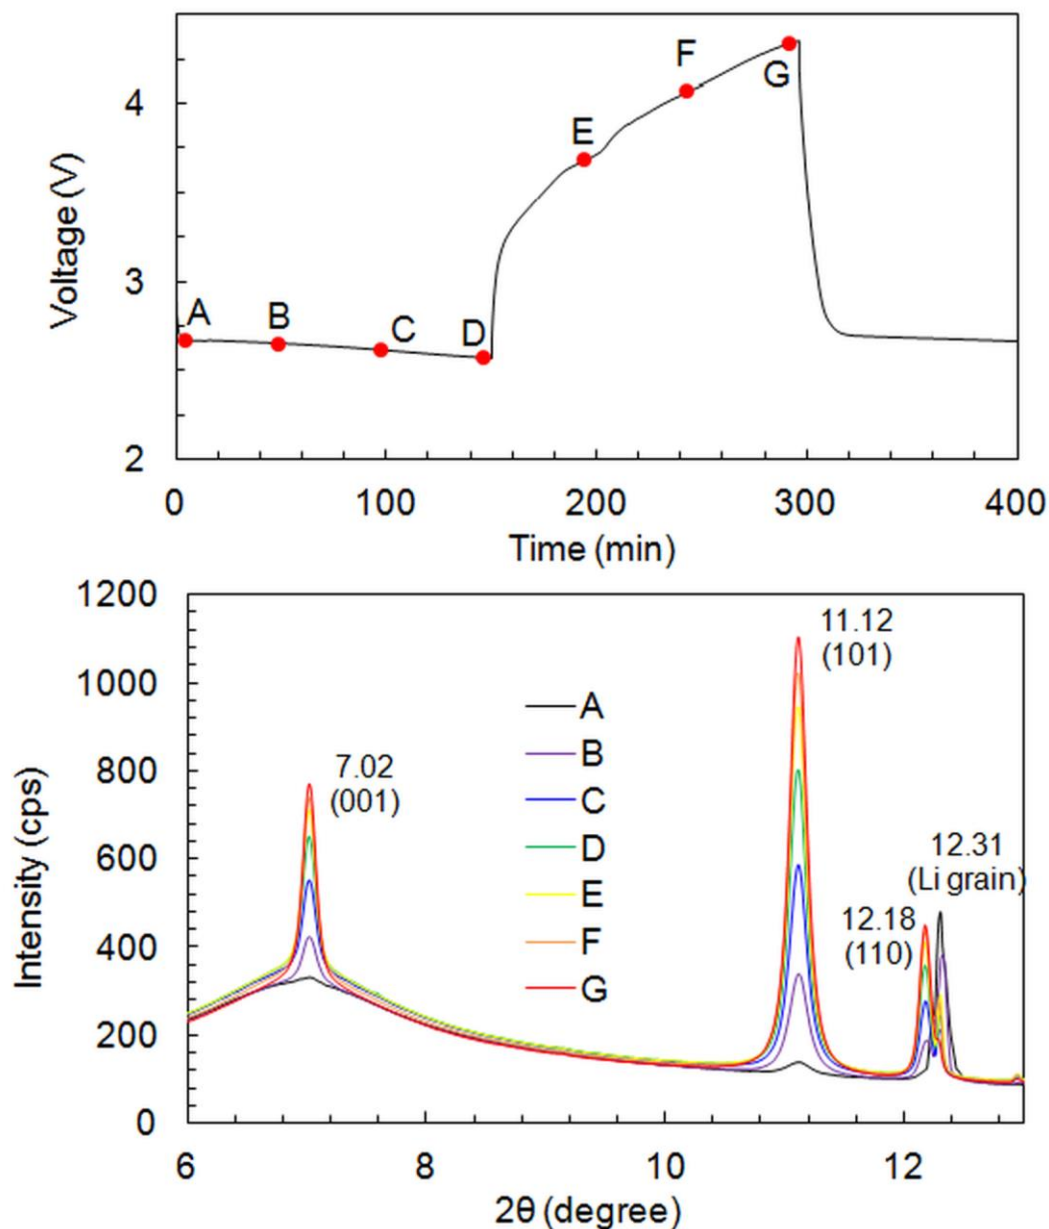 Voltage (V)
4
3
2
A
B
C
D
E
F
G
0
100
200
300
400
Time (min)
Intensity (cps)
1200
1000
800
600
400
200
0
7.02
(001)
A
B
C
D
E
F
G
11.12
(101)
12.31
(Li grain)
12.18
(110)
6
8
10
12
2θ (degree)